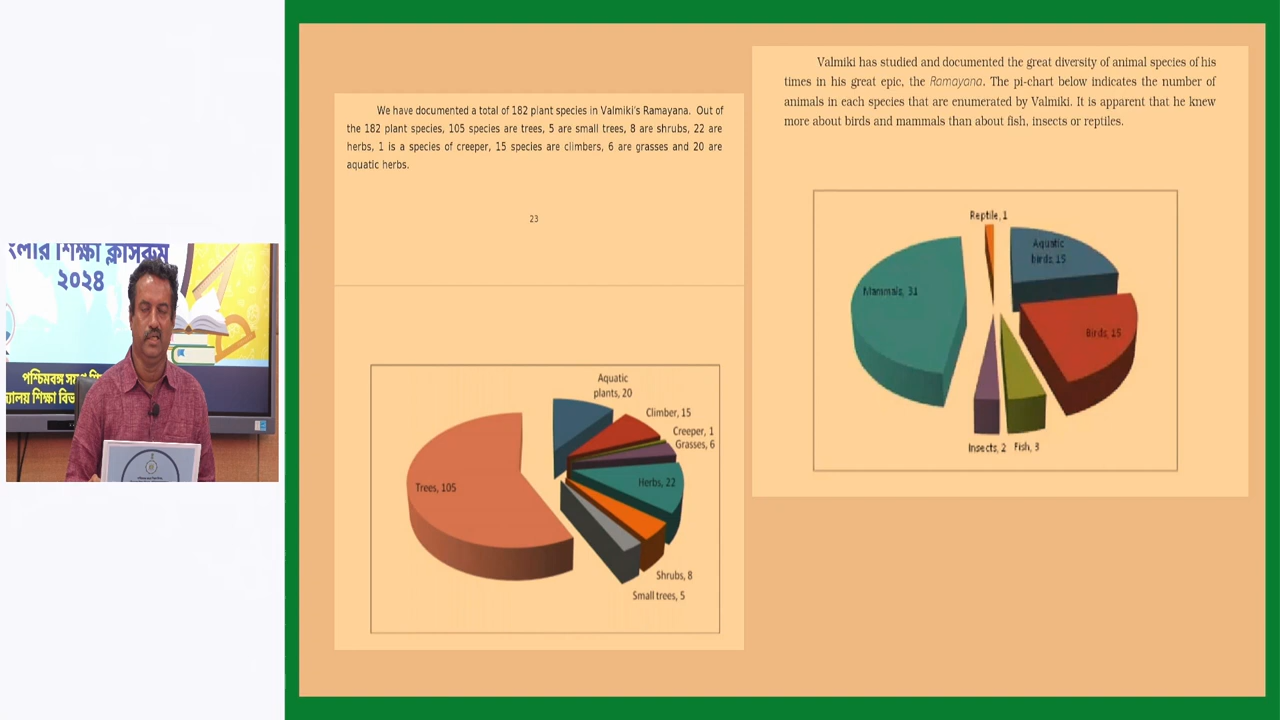 ংলার শিক্ষা ক্লাসরুম
২০২৪
We have documented a total of 182 plant species in Valmiki's Ramayana. Out of
the 182 plant species, 105 species are trees, 5 are small trees, 8 are shrubs, 22 are
herbs, 1 is a species of creeper, 15 species are climbers, 6 are grasses and 20 are
aquatic herbs.
23
Aquatic
plants, 20
Climber, 15
Creeper, 1
Grasses, 6
Herbs, 22
Trees, 105
Shrubs, 8
Small trees, 5
Valmiki has studied and documented the great diversity of animal species of his
times in his great epic, the Ramayana. The pi-chart below indicates the number of
animals in each species that are enumerated by Valmiki. It is apparent that he knew
more about birds and mammals than about fish, insects or reptiles.
Reptile, 1
Aquatic
birds, 15
Mammals, 31
Birds, 15
Insects, 2
Fish, 3